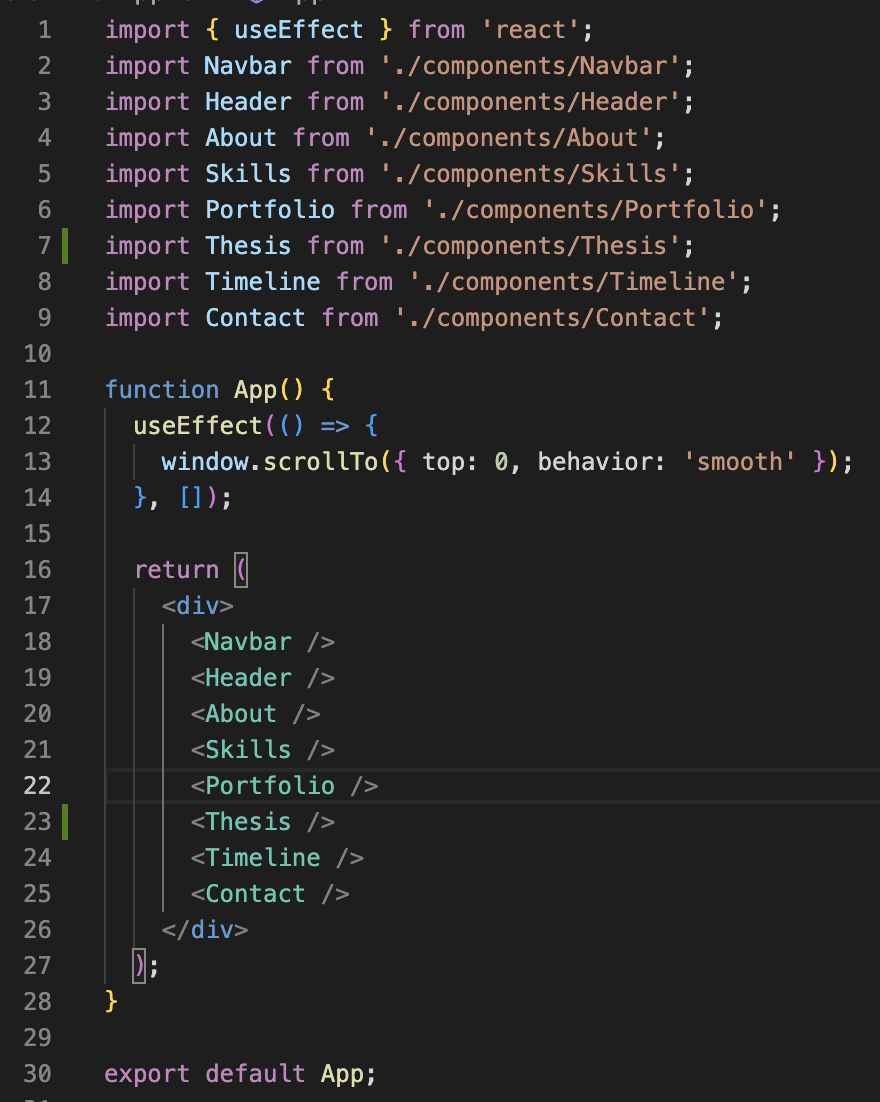 1 import { useEffect } from 'react';
2 import Navbar from './components/Navbar';
3 import Header from './components/Header';
4 import About from './components/About';
5 import Skills from './components/Skills';
6 import Portfolio from './components/Portfolio';
7 import Thesis from './components/Thesis';
8 import Timeline from './components/Timeline';
9 import Contact from './components/Contact';
10
11 function App() {
12   useEffect(() => {
13     window.scrollTo({ top: 0, behavior: 'smooth' });
14   }, []);
15
16   return (
17     <div>
18       <Navbar />
19       <Header />
20       <About />
21       <Skills />
22       <Portfolio />
23       <Thesis />
24       <Timeline />
25       <Contact />
26     </div>
27   );
28 }
29
30 export default App;